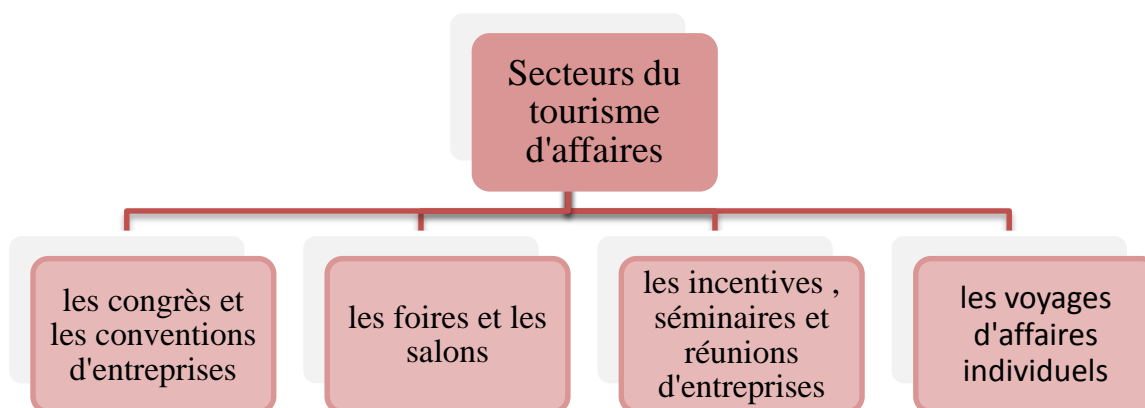 Secteurs du
tourisme
d'affaires
les congrès et
les conventions
d'entreprises
les foires et les
salons
les incentives ,
séminaires et
réunions
d'entreprises
les voyages
d'affaires
individuels